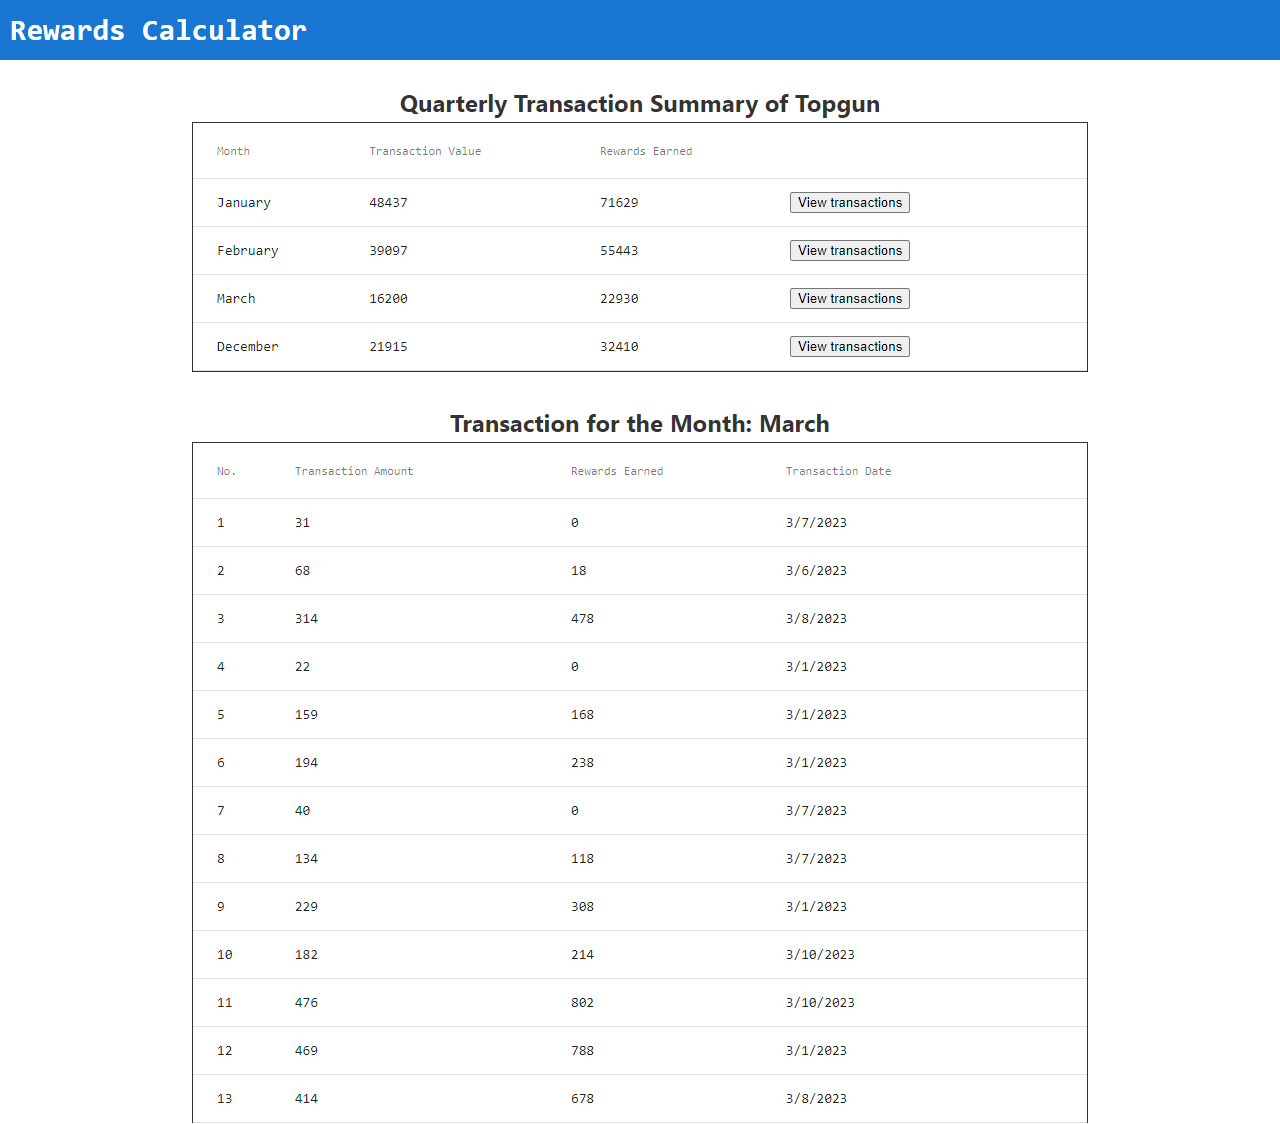 Rewards Calculator
Quarterly Transaction Summary of Topgun
Month Transaction Value Rewards Earned
January 48437 71629 View transactions
February 39097 55443 View transactions
March 16200 22930 View transactions
December 21915 32410 View transactions
Transaction for the Month: March
No. Transaction Amount Rewards Earned Transaction Date
1 31 0 3/7/2023
2 68 18 3/6/2023
3 314 478 3/8/2023
4 22 0 3/1/2023
5 159 168 3/1/2023
6 194 238 3/1/2023
7 40 0 3/7/2023
8 134 118 3/7/2023
9 229 308 3/1/2023
10 182 214 3/10/2023
11 476 802 3/10/2023
12 469 788 3/1/2023
13 414 678 3/8/2023